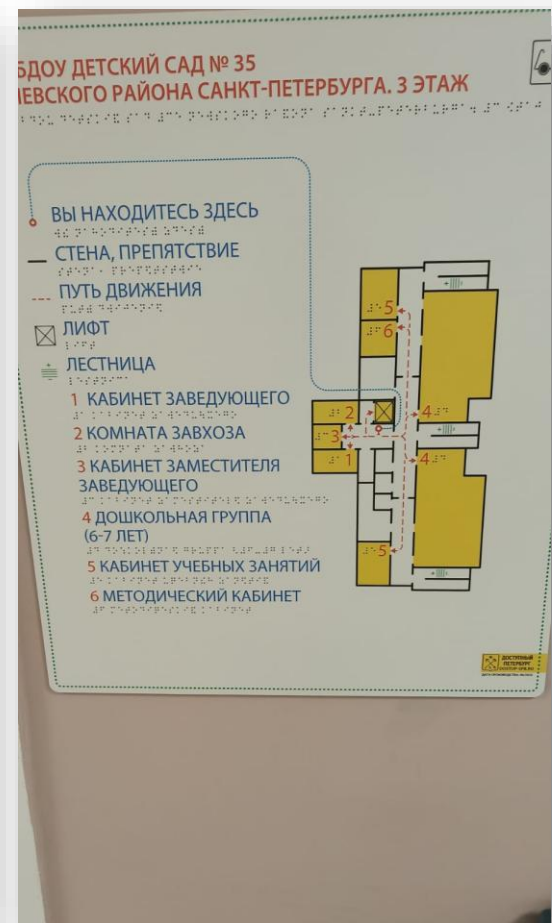 БДОУ ДЕТСКИЙ САД № 35
ЕВСКОГО РАЙОНА САНКТ-ПЕТЕРБУРГА. 3 ЭТАЖ
ВЫ НАХОДИТЕСЬ ЗДЕСЬ
СТЕНА, ПРЕПЯТСТВИЕ
ПУТЬ ДВИЖЕНИЯ
ЛИФТ
ЛЕСТНИЦА
1 КАБИНЕТ ЗАВЕДУЮЩЕГО
2 КОМНАТА ЗАВХОЗА
3 КАБИНЕТ ЗАМЕСТИТЕЛЯ
ЗАВЕДУЮЩЕГО
4 ДОШКОЛЬНАЯ ГРУППА
(6-7 ЛЕТ)
5 КАБИНЕТ УЧЕБНЫХ ЗАНЯТИЙ
6 МЕТОДИЧЕСКИЙ КАБИНЕТ
5
6
2
4
3
1
4
5
ДОСТУПНЫЙ
ПЕТЕРБУРГ